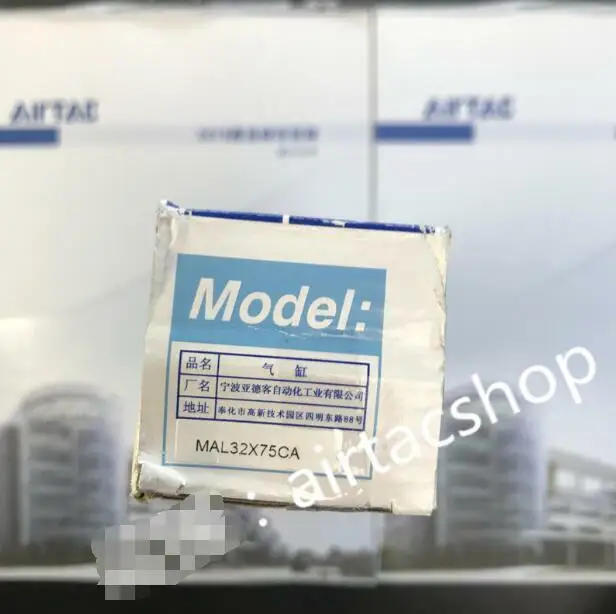 AIRTAC
AIRTAC
Model:
品名 气缸
厂名 宁波亚德客自动化工业有限公司
地址 奉化市高新技术园区四明东路88号
MAL32X75CA
: airtacshop